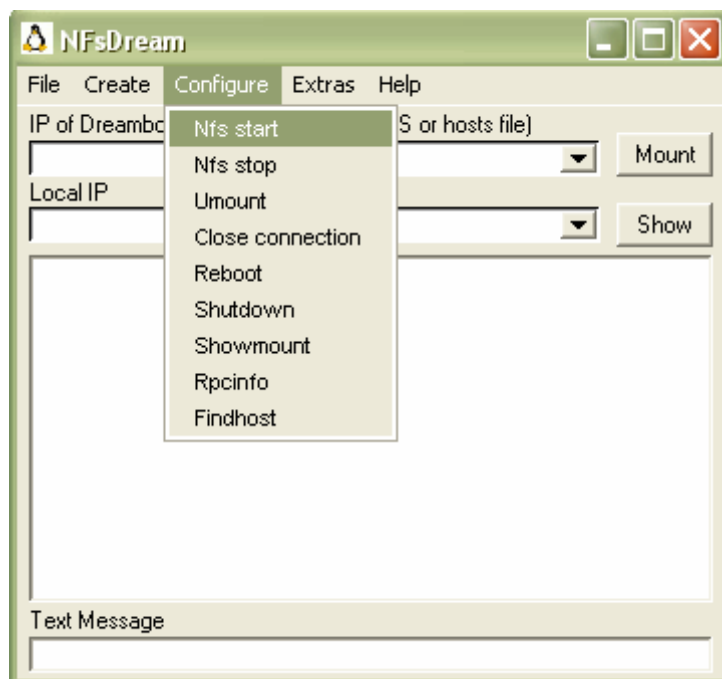 NFsDream
File Create Configure Extras Help
IP of Dreambo S or hosts file)
Mount
Local IP
Show
Nfs start
Nfs stop
Umount
Close connection
Reboot
Shutdown
Showmount
Rpcinfo
Findhost
Text Message